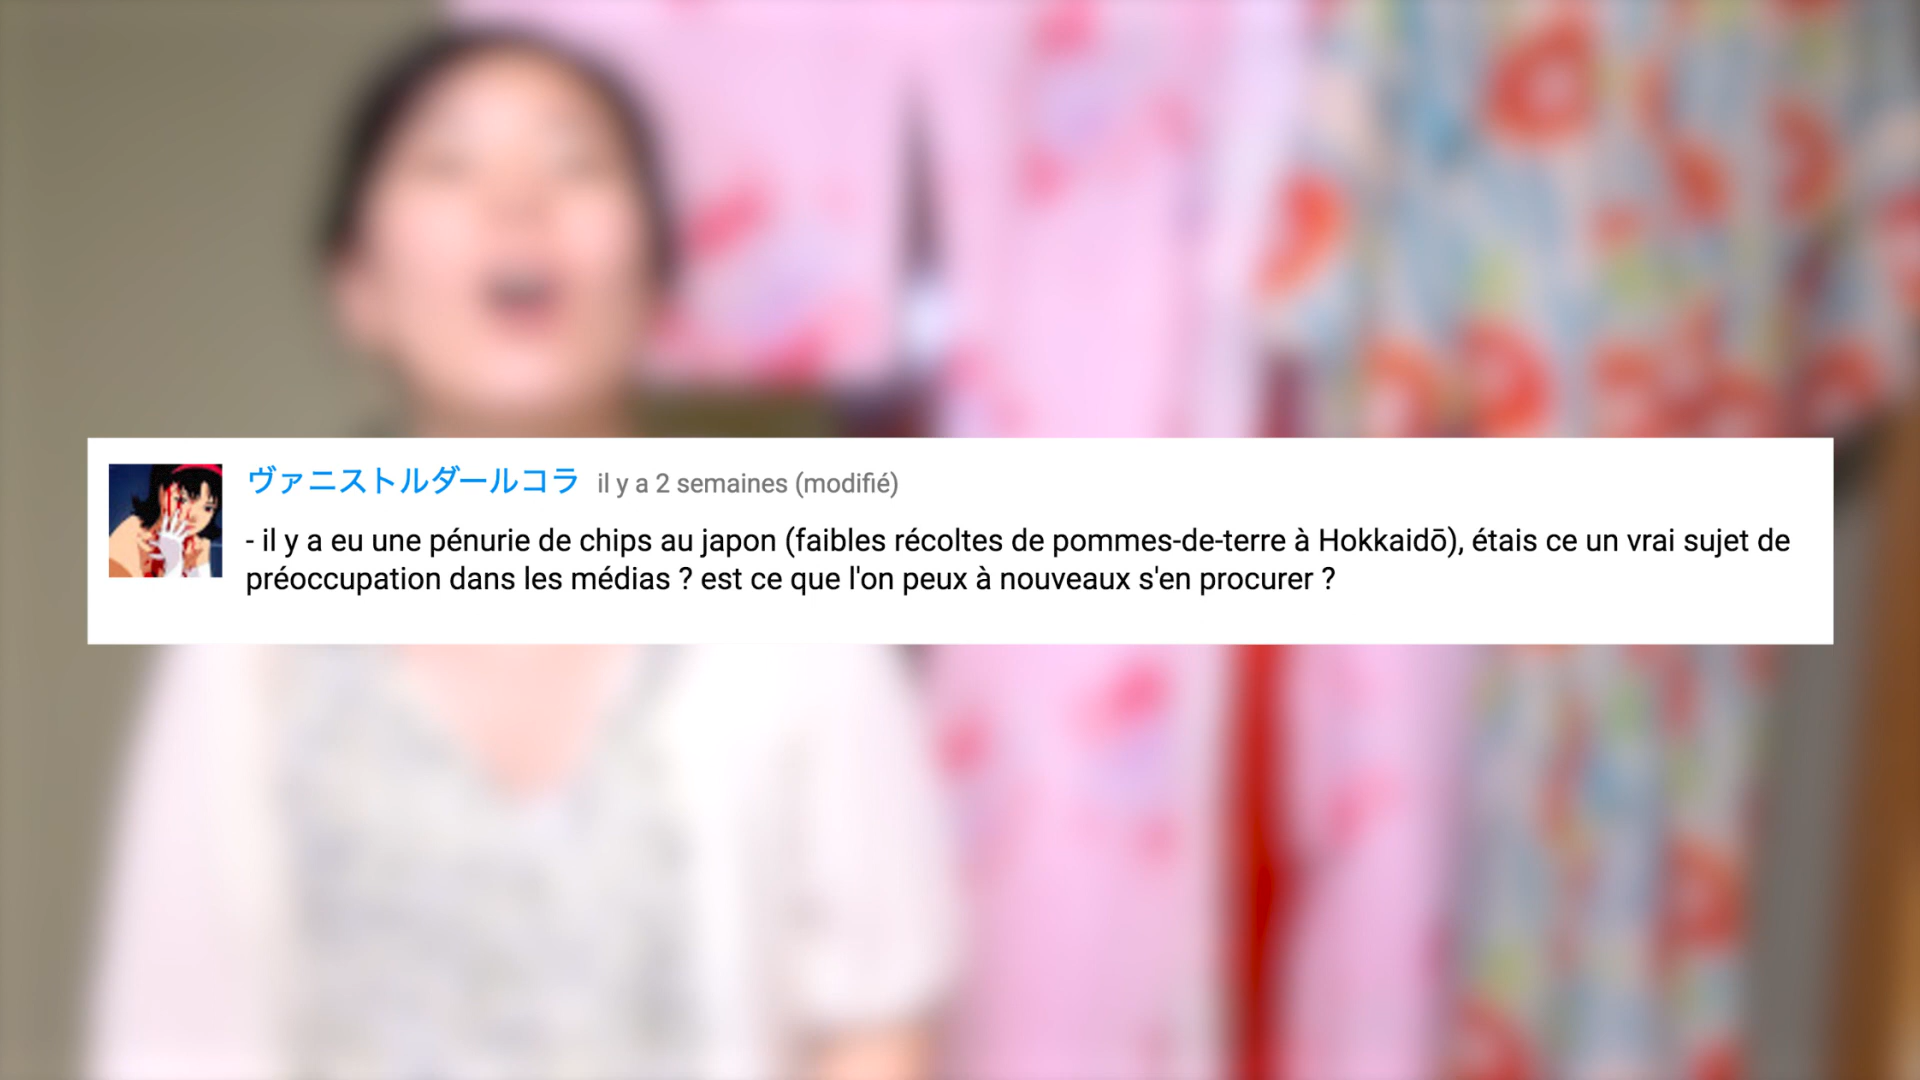 ヴァニストルダールコラ il y a 2 semaines (modifié)
- il y a eu une pénurie de chips au japon (faibles récoltes de pommes-de-terre à Hokkaidō), étais ce un vrai sujet de
préoccupation dans les médias ? est ce que l'on peux à nouveaux s'en procurer ?